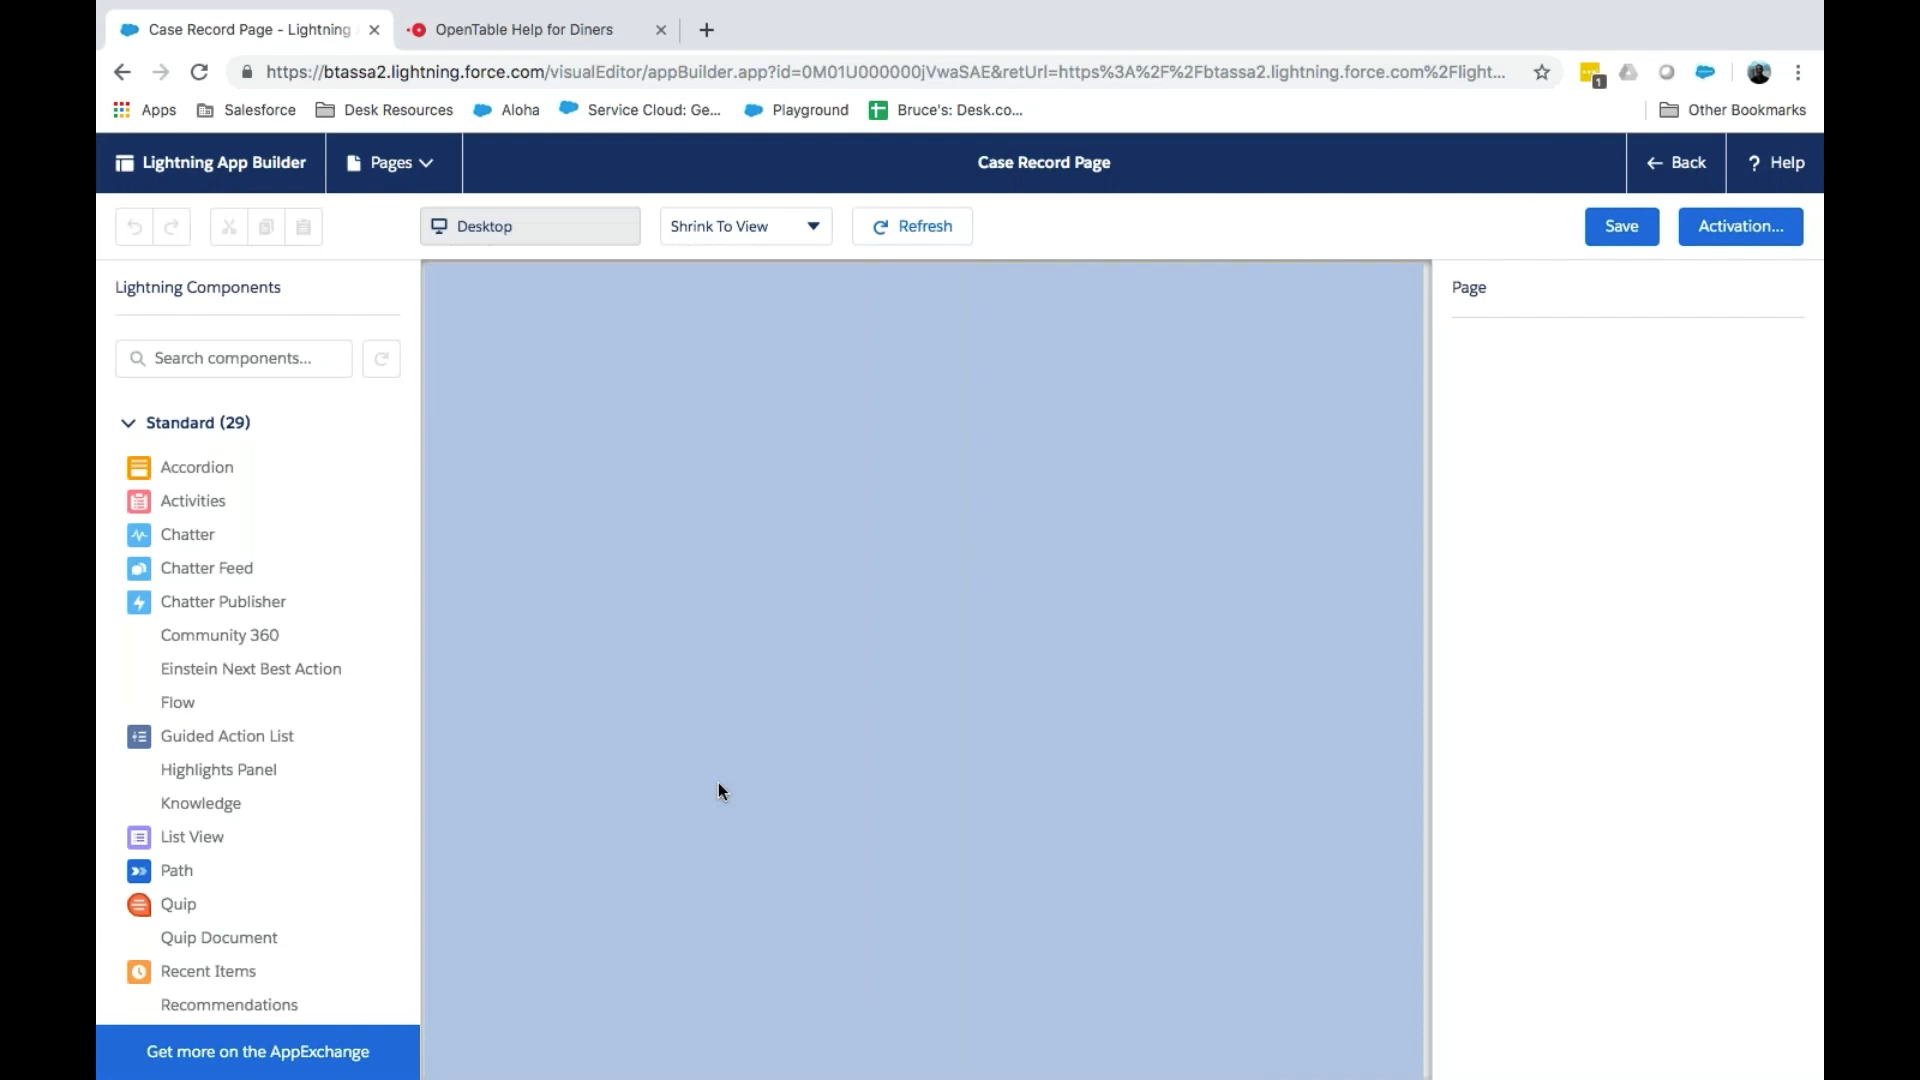 Case Record Page - Lightning
OpenTable Help for Diners
https://btassa2.lightning.force.com/visualEditor/appBuilder.app?id=0M01U000000jVwaSAE&retUrl=https%3A%2F%2Fbtassa2.lightning.force.com%2Flight...
1
Apps
Salesforce
Desk Resources
Aloha
Service Cloud: Ge...
Playground
Bruce's: Desk.co...
Other Bookmarks
Lightning App Builder
Pages
Case Record Page
Back
? Help
Desktop
Shrink To View
Refresh
Save
Activation...
Lightning Components
Page
Search components...
Standard (29)
Accordion
Activities
Chatter
Chatter Feed
Chatter Publisher
Community 360
Einstein Next Best Action
Flow
Guided Action List
Highlights Panel
Knowledge
List View
Path
Quip
Quip Document
Recent Items
Recommendations
Get more on the AppExchange